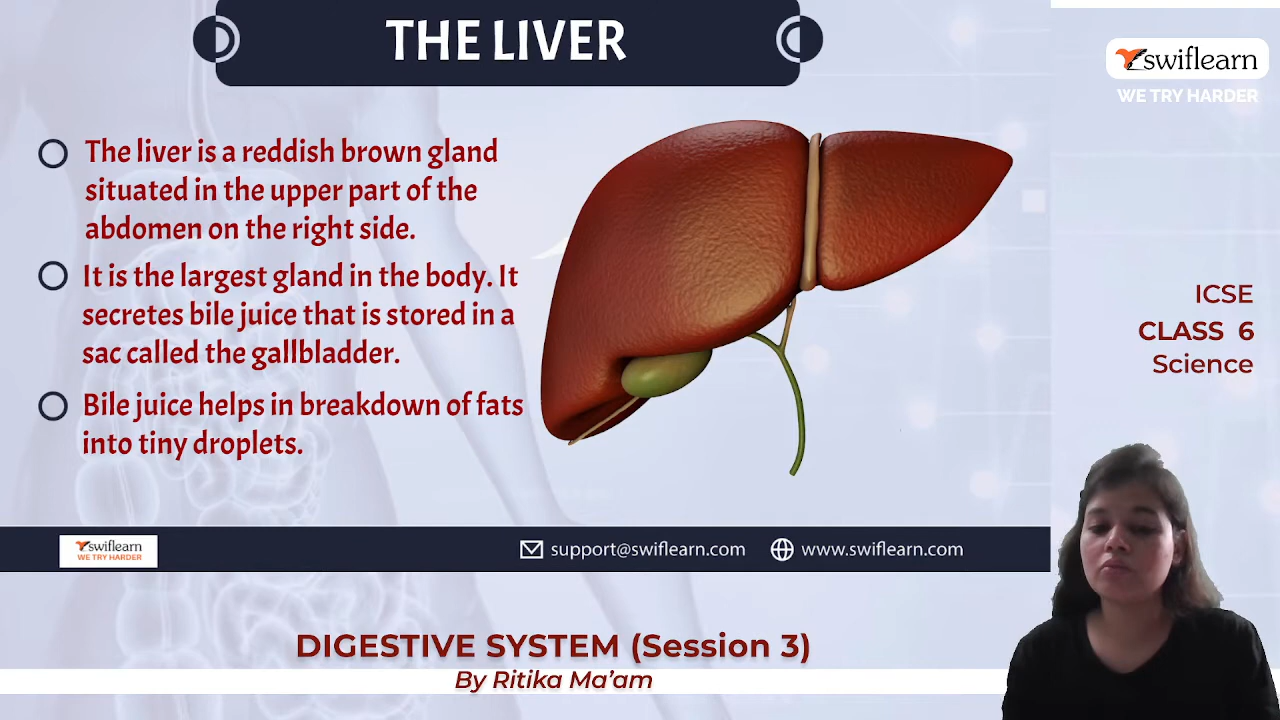 THE LIVER
swiflearn
WE TRY HARDER
The liver is a reddish brown gland
situated in the upper part of the
abdomen on the right side.
It is the largest gland in the body. It
secretes bile juice that is stored in a
sac called the gallbladder.
Bile juice helps in breakdown of fats
into tiny droplets.
ICSE
CLASS 6
Science
swiflearn
WE TRY HARDER
support@swiflearn.com
www.swiflearn.com
DIGESTIVE SYSTEM (Session 3)
By Ritika Ma'am